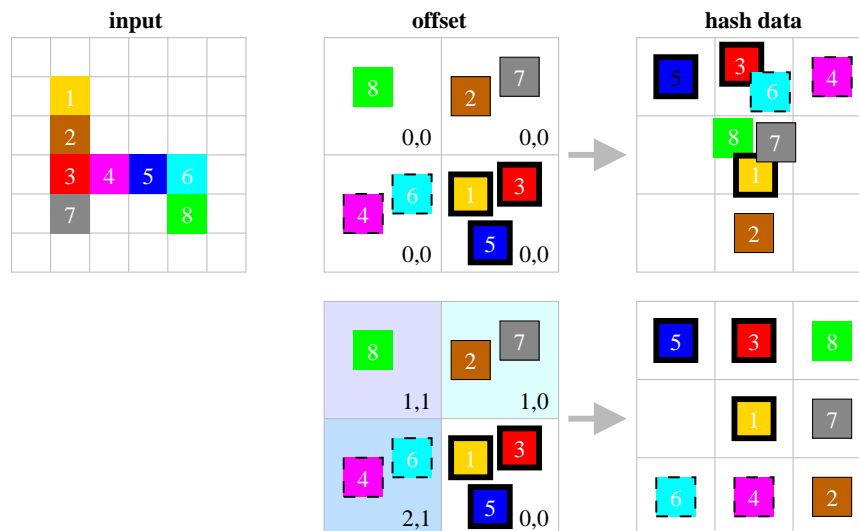 input offset hash data
8 7 5 3 4
1 2 6
2 0,0 0,0 8 7
3 4 5 6 6 1 3 1
7 8 4 5 2
0,0 0,0
8 7 5 3 8
2
1,1 1,0 1 7
6 1 3
4 5 6 4 2
2,1 0,0